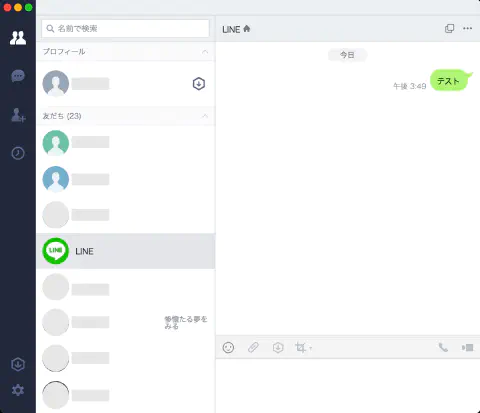 名前で検索
プロフィール
友だち (23)
LINE
LINE
惨憺たる夢を
みる
LINE
今日
午後 3:49
テスト